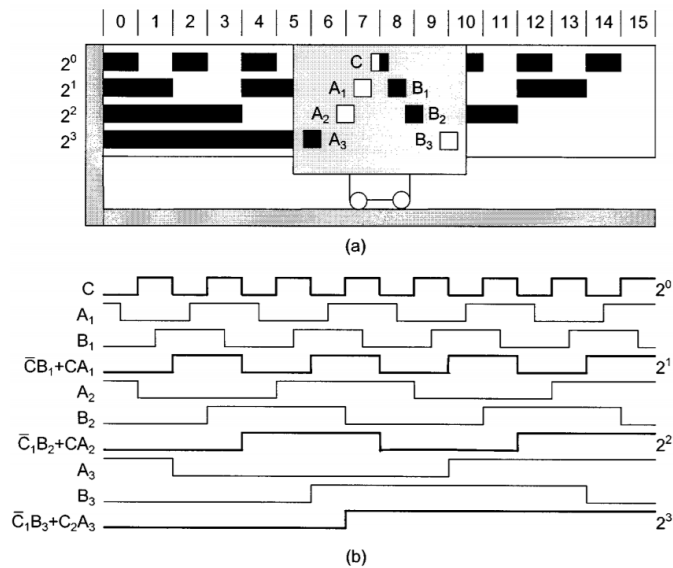 0 1 2 3 4 5 6 7 8 9 10 11 12 13 14 15
2⁰ C
2¹ A₁ B₁
2² A₂ B₂
2³ A₃ B₃
(a)
C 2⁰
A₁
B₁
C̅B₁+CA₁ 2¹
A₂
B₂
C̅₁B₂+CA₂ 2²
A₃
B₃
C̅₁B₃+C₂A₃ 2³
(b)